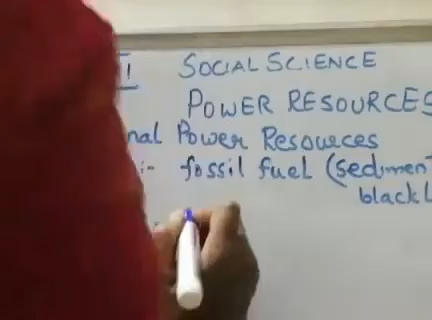 I
SOCIAL SCIENCE
POWER RESOURCES
nal Power Resources
:- fossil fuel (sedimen
black